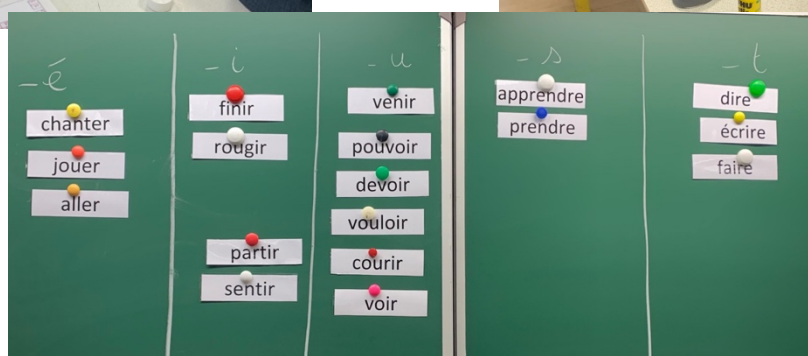 -é
chanter
jouer
aller
-i
finir
rougir
partir
sentir
-u
venir
pouvoir
devoir
vouloir
courir
voir
-s
apprendre
prendre
-t
dire
écrire
faire